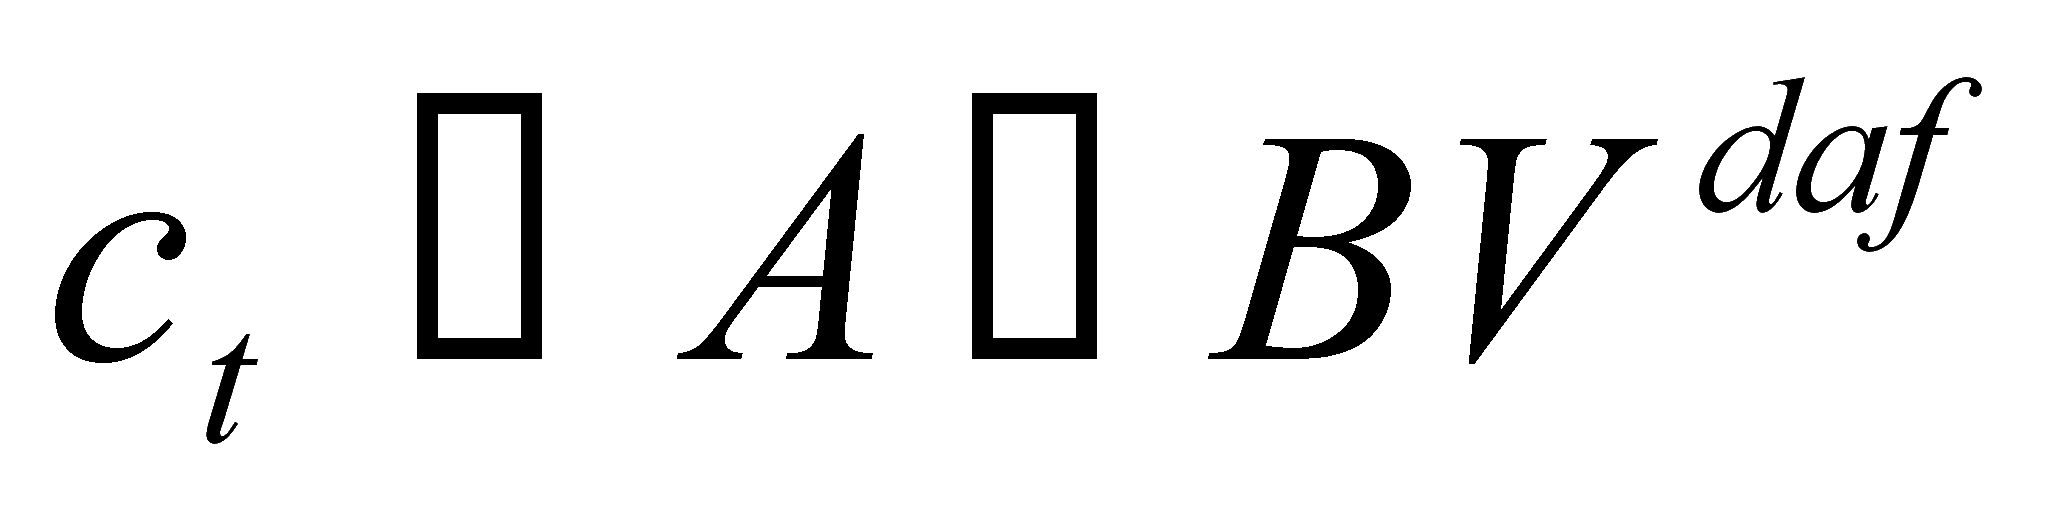 c_t □ A □ BV^{daf}